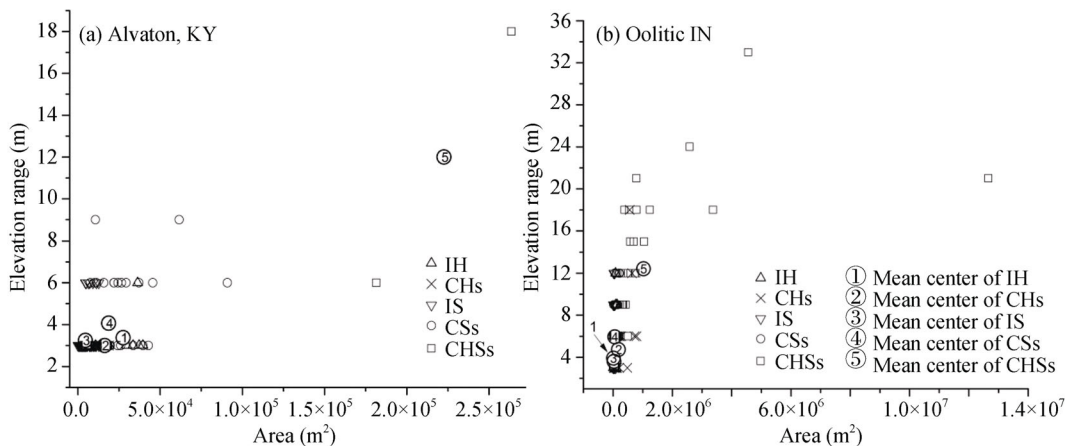 (a) Alvaton, KY
Elevation range (m)
18
16
14
12
10
8
6
4
2
0.0
5.0×10⁴
1.0×10⁵
1.5×10⁵
2.0×10⁵
2.5×10⁵
Area (m²)
⑤
④
③
②
①
IH
CHs
IS
CSs
CHSs
(b) Oolitic IN
Elevation range (m)
36
32
28
24
20
16
12
8
4
0.0
2.0×10⁶
6.0×10⁶
1.0×10⁷
1.4×10⁷
Area (m²)
⑤
④
1
②
③
IH
CHs
IS
CSs
CHSs
① Mean center of IH
② Mean center of CHs
③ Mean center of IS
④ Mean center of CSs
⑤ Mean center of CHSs